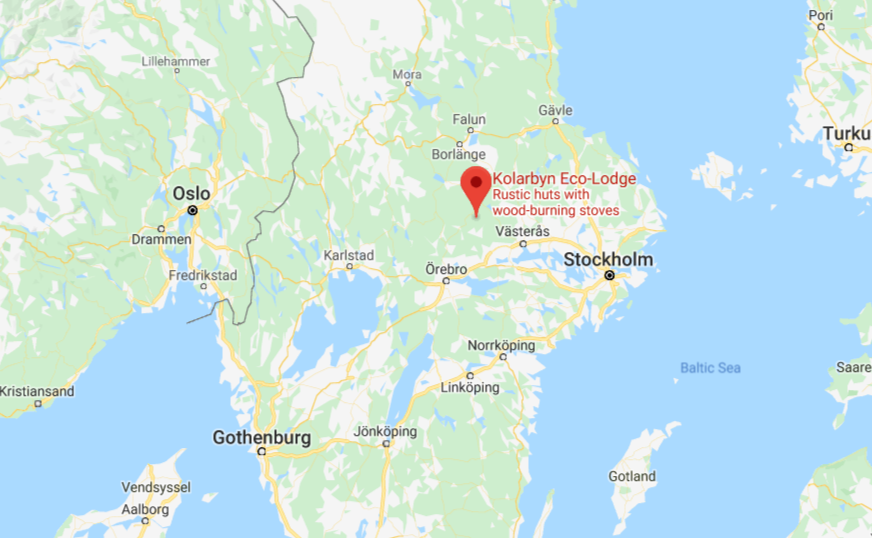 Pori
Lillehammer
Mora
Gävle
Falun
Turku
Borlänge
Kolarbyn Eco-Lodge
Rustic huts with
wood-burning stoves
Oslo
Drammen
Västerås
Karlstad
Stockholm
Örebro
Fredrikstad
Norrköping
Baltic Sea
Saare
Linköping
Kristiansand
Jönköping
Gothenburg
Gotland
Vendsyssel
Aalborg